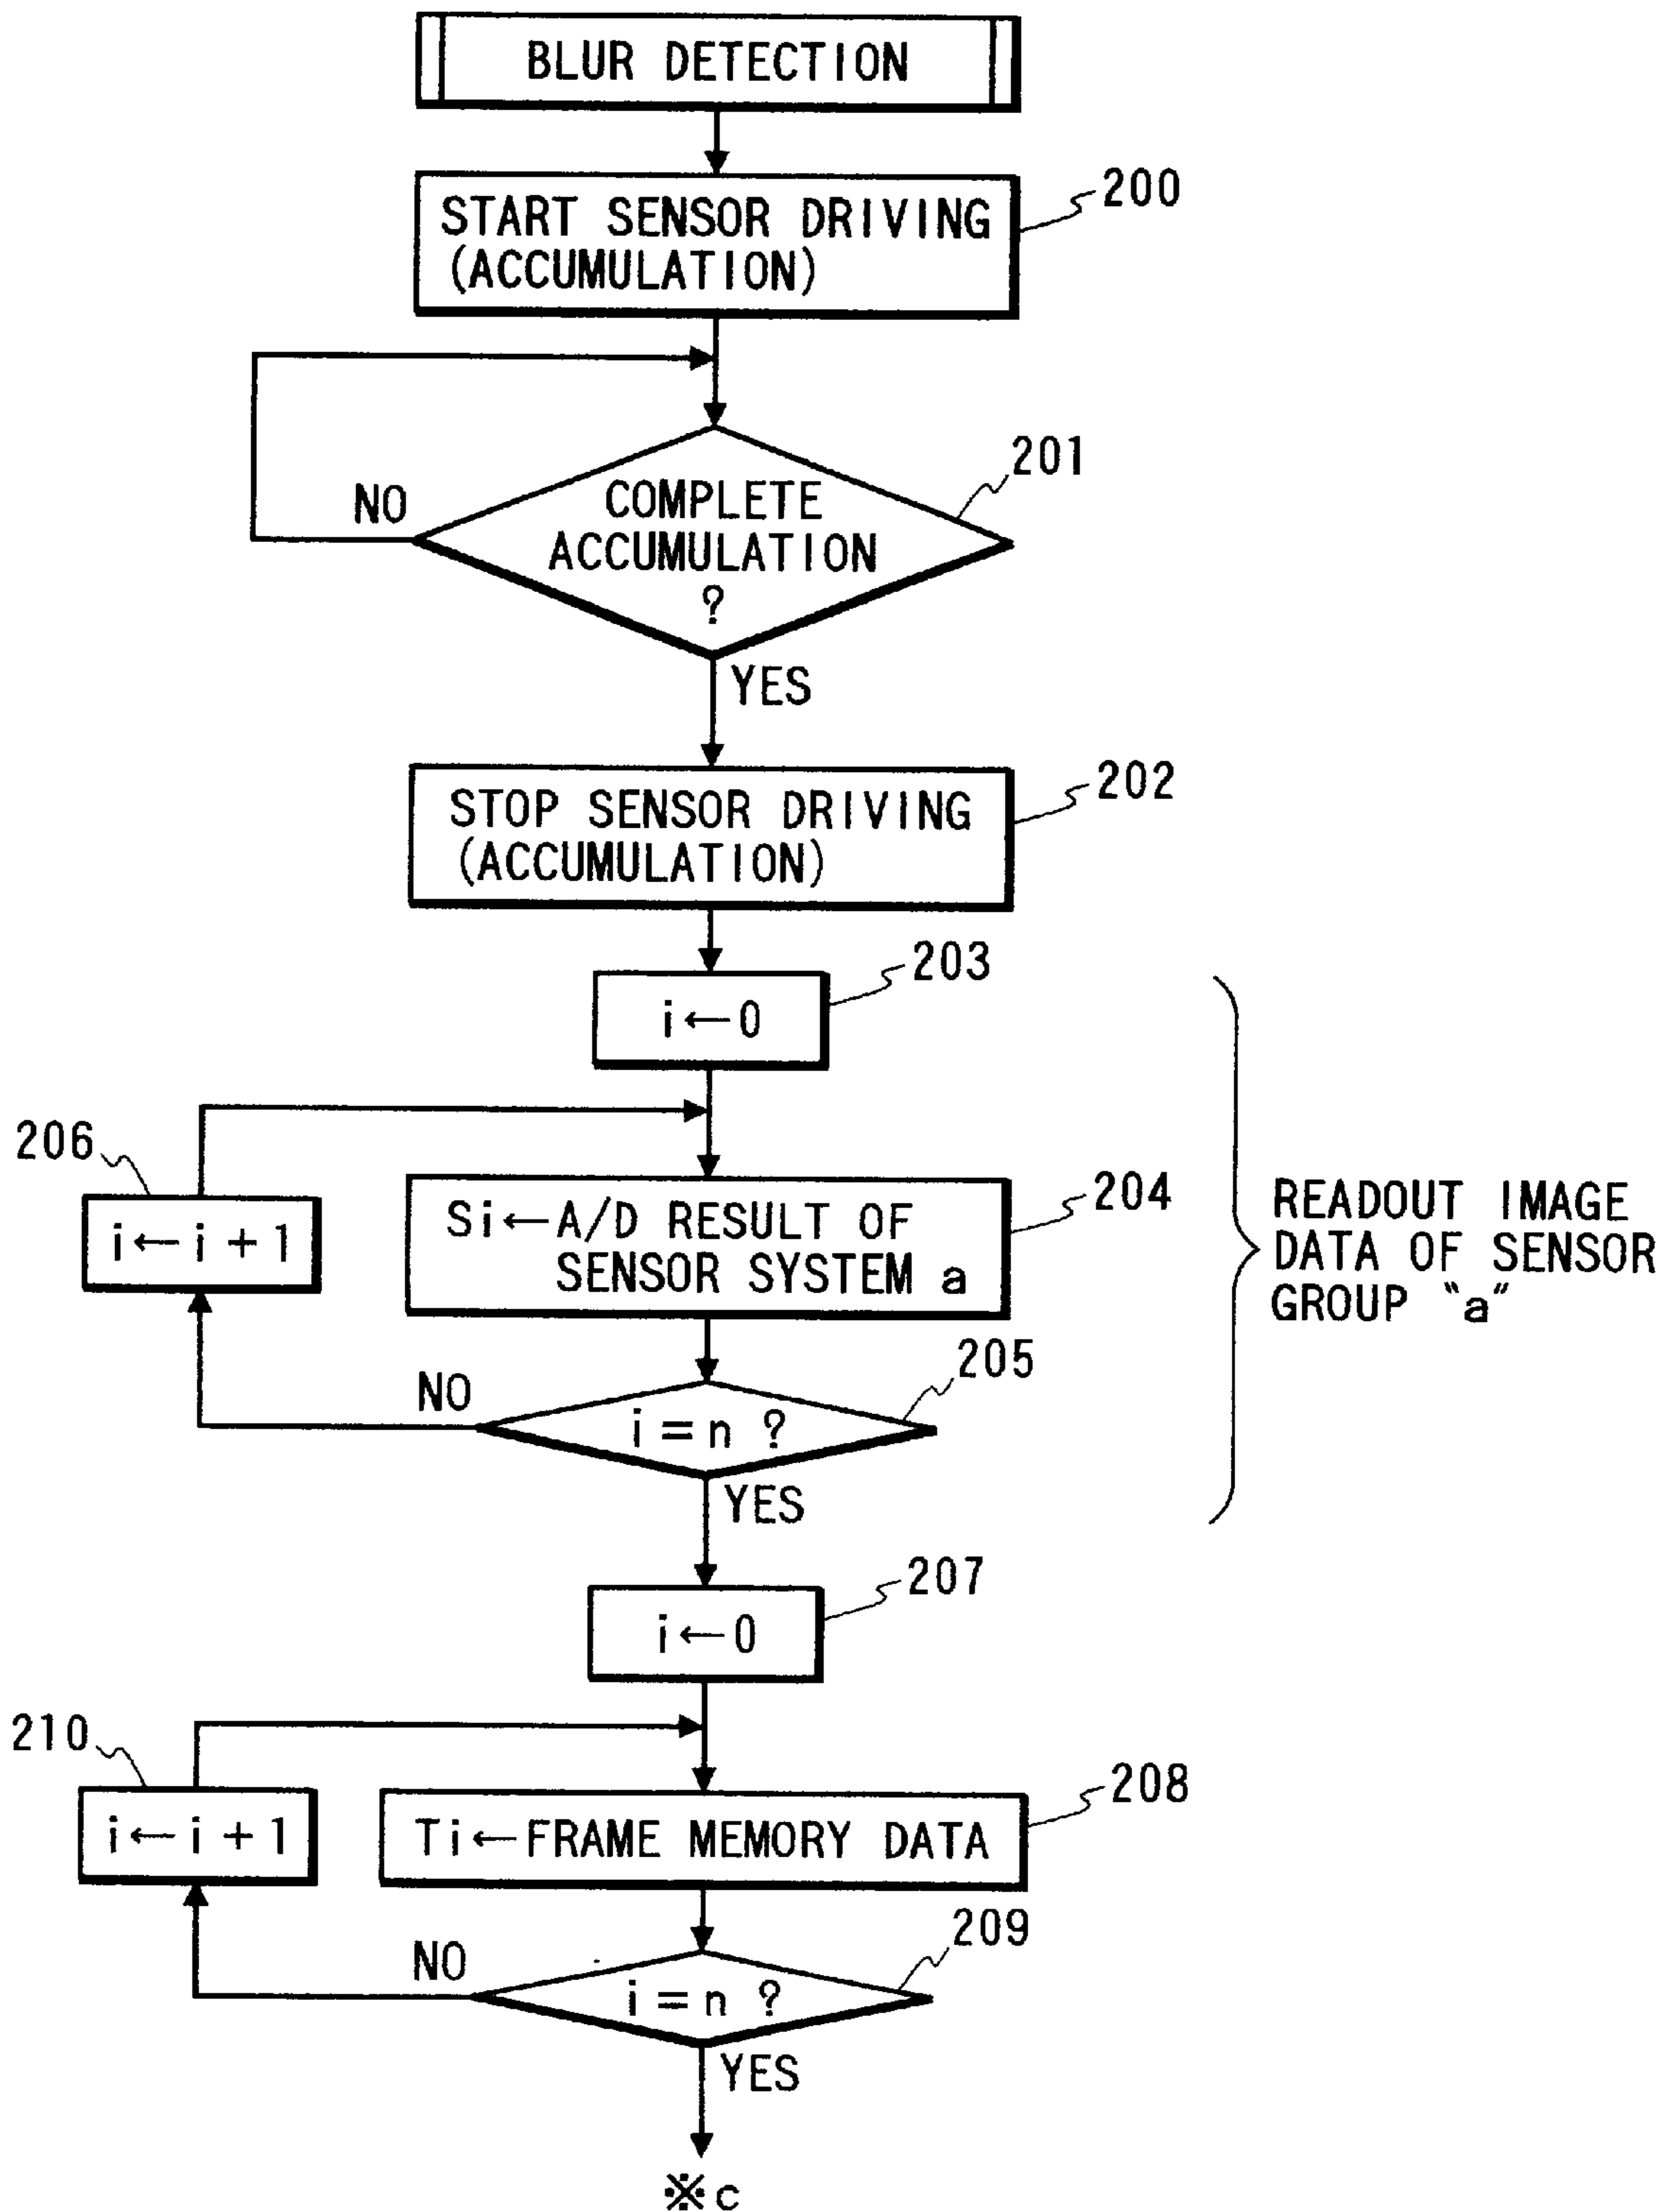 BLUR DETECTION
START SENSOR DRIVING
(ACCUMULATION)
200
COMPLETE
ACCUMULATION
?
201
NO
YES
STOP SENSOR DRIVING
(ACCUMULATION)
202
i←0
203
206
i←i+1
Si←A/D RESULT OF
SENSOR SYSTEM a
204
READOUT IMAGE
DATA OF SENSOR
GROUP "a"
i=n ?
205
NO
YES
i←0
207
210
i←i+1
Ti←FRAME MEMORY DATA
208
i=n ?
209
NO
YES
※c